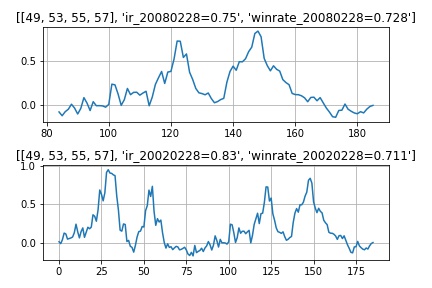 [[49, 53, 55, 57], 'ir_20080228=0.75', 'winrate_20080228=0.728']
0.5
0.0
80 100 120 140 160 180
[[49, 53, 55, 57], 'ir_20020228=0.83', 'winrate_20020228=0.711']
1.0
0.5
0.0
0 25 50 75 100 125 150 175